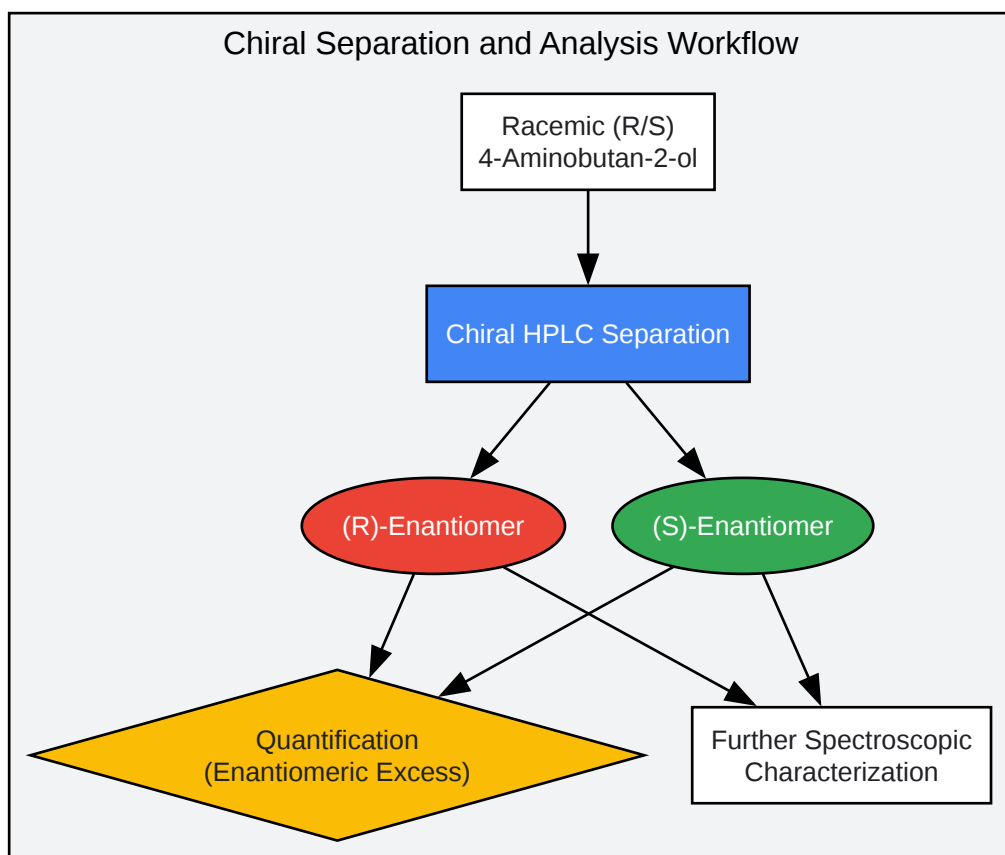 Chiral Separation and Analysis Workflow
Racemic (R/S)
4-Aminobutan-2-ol
Chiral HPLC Separation
(R)-Enantiomer
(S)-Enantiomer
Quantification
(Enantiomeric Excess)
Further Spectroscopic
Characterization